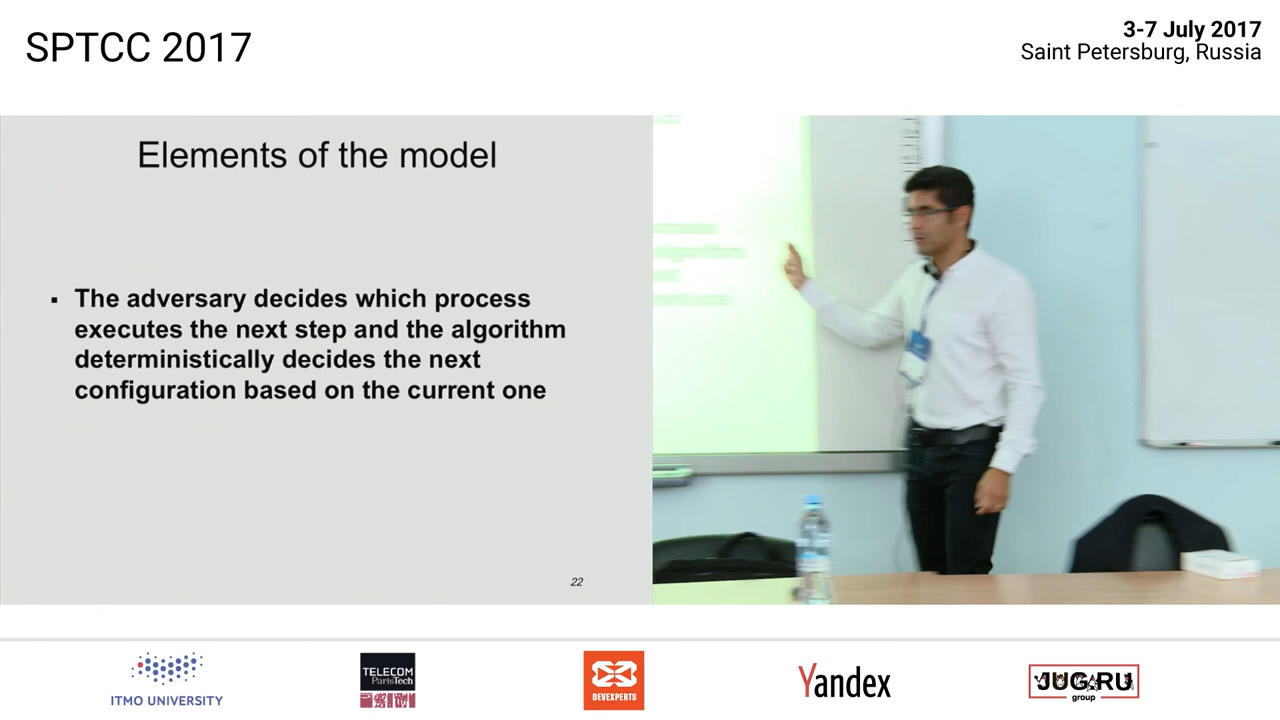 SPTCC 2017
3-7 July 2017
Saint Petersburg, Russia
Elements of the model
▪ The adversary decides which process
executes the next step and the algorithm
deterministically decides the next
configuration based on the current one
22
ITMO UNIVERSITY
TELECOM
ParisTech
DEVEXPERTS
Yandex
JUG.RU
group